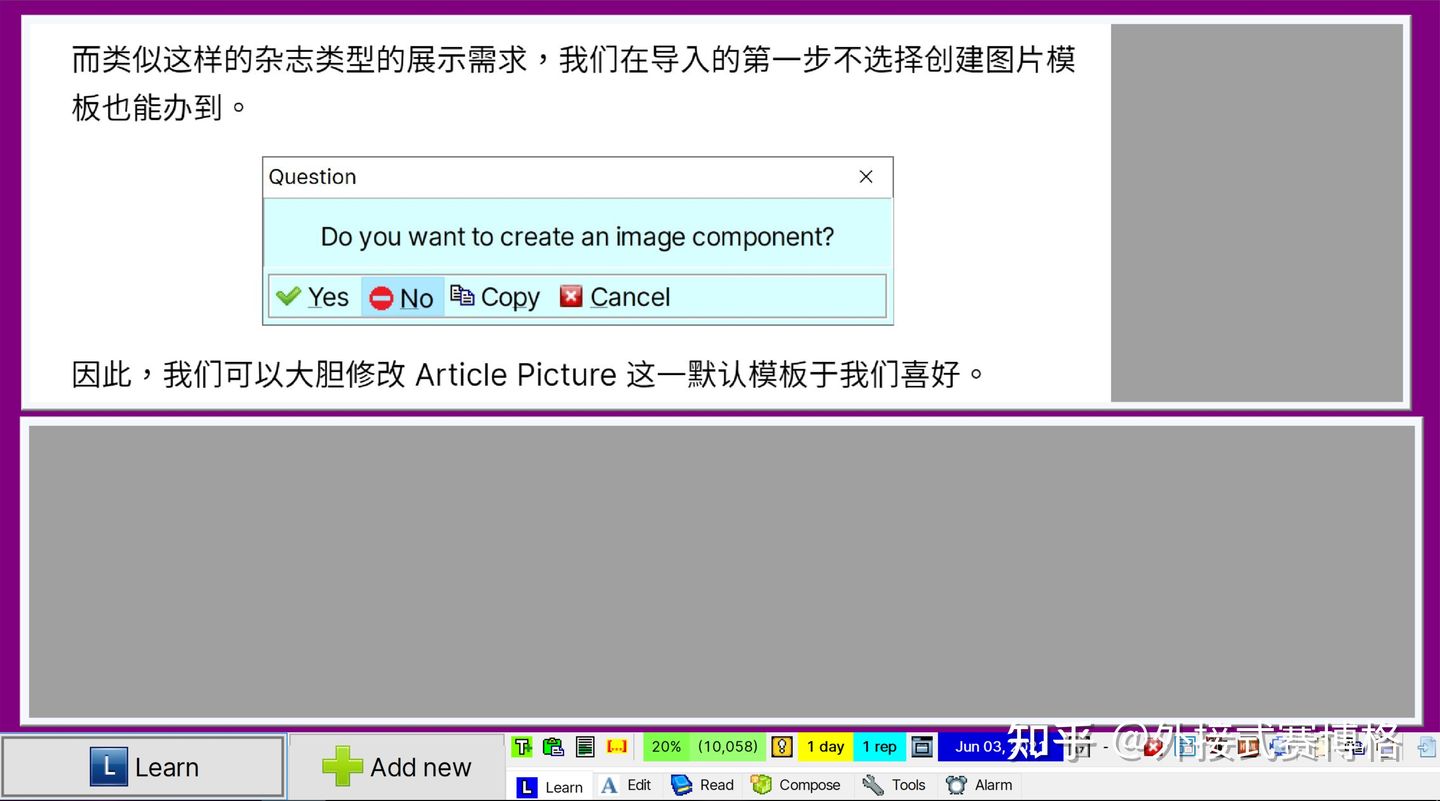 而类似这样的杂志类型的展示需求，我们在导入的第一步不选择创建图片模
板也能办到。
Question
Do you want to create an image component?
Yes No Copy Cancel
因此，我们可以大胆修改 Article Picture 这一默认模板于我们喜好。
L Learn
Add new
20% (10,058) 1 day 1 rep Jun 03,
知乎 @外接式赛博格
L Learn A Edit Read Compose Tools Alarm